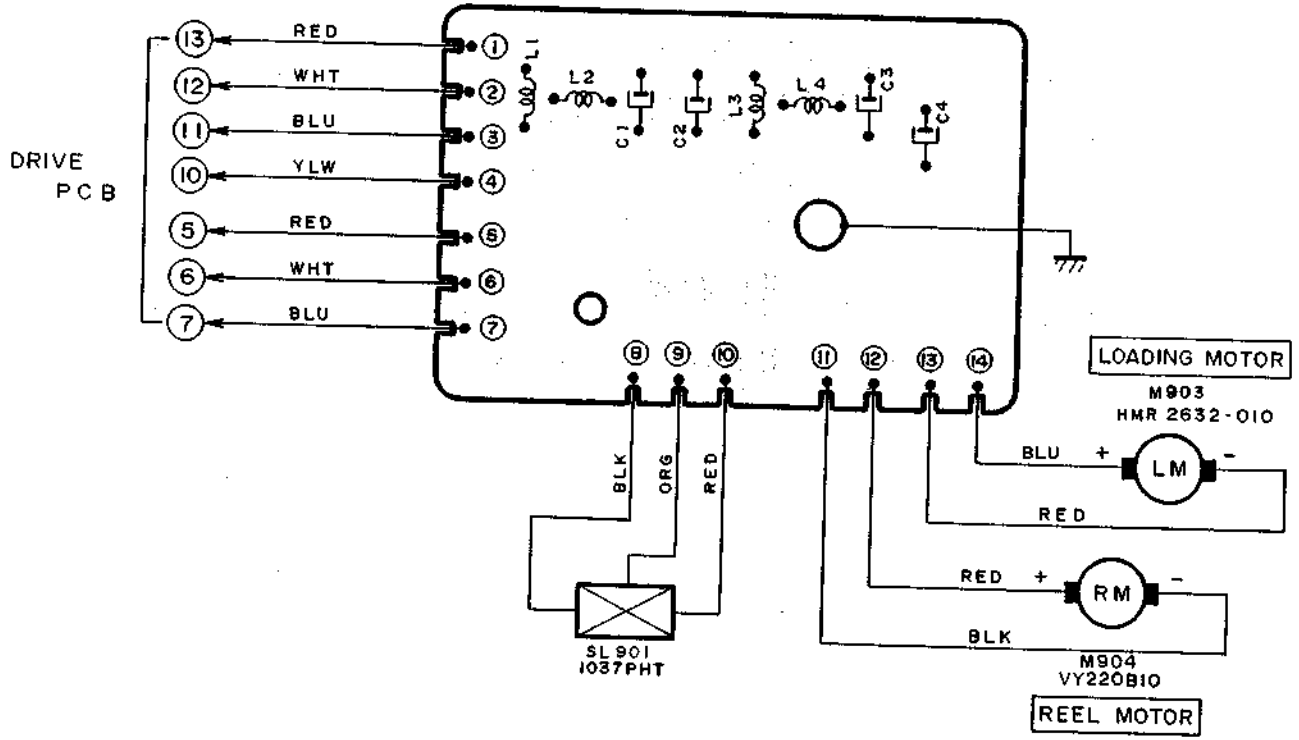 DRIVE
PCB
13 RED 1
12 WHT 2
11 BLU 3
10 YLW 4
5 RED 5
6 WHT 6
7 BLU 7
L1
L2
C1
C2
L3
L4
C3
C4
8 9 10 11 12 13 14
BLK
ORG
RED
SL901
1037PHT
LOADING MOTOR
M903
HMR 2632-010
BLU + LM -
RED
RED + RM -
BLK
M904
VY220B10
REEL MOTOR